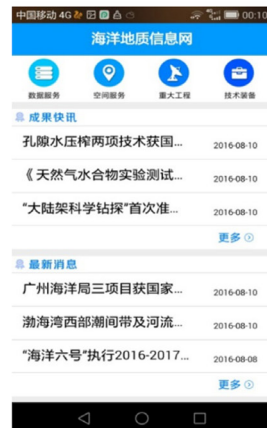 中国移动 4G 00:10
海洋地质信息网
数据服务 空间服务 重大工程 技术装备
成果快讯
孔隙水压榨两项技术获国... 2016-08-10
《天然气水合物实验测试... 2016-08-10
“大陆架科学钻探”首次准... 2016-08-10
更多
最新消息
广州海洋局三项目获国家... 2016-08-10
渤海湾西部潮间带及河流... 2016-08-10
“海洋六号”执行2016-2017... 2016-08-08
更多